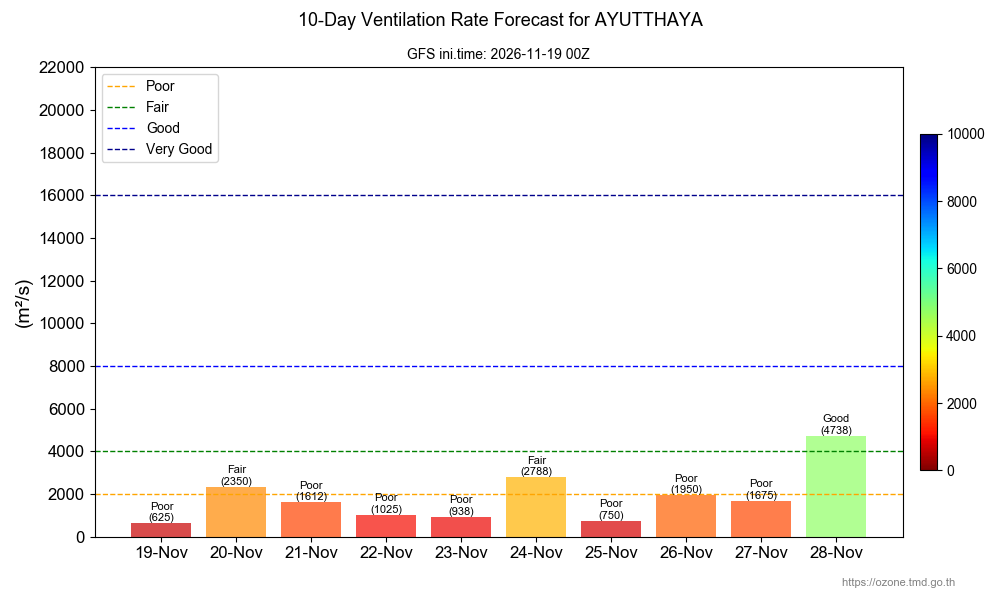 10-Day Ventilation Rate Forecast for AYUTTHAYA
GFS ini.time: 2026-11-19 00Z
(m²/s)
22000
20000
18000
16000
14000
12000
10000
8000
6000
4000
2000
0
Poor
Fair
Good
Very Good
Poor
(625)
Fair
(2350)
Poor
(1612)
Poor
(1025)
Poor
(938)
Fair
(2788)
Poor
(750)
Poor
(1950)
Poor
(1675)
Good
(4738)
19-Nov 20-Nov 21-Nov 22-Nov 23-Nov 24-Nov 25-Nov 26-Nov 27-Nov 28-Nov
10000
8000
6000
4000
2000
0
https://ozone.tmd.go.th